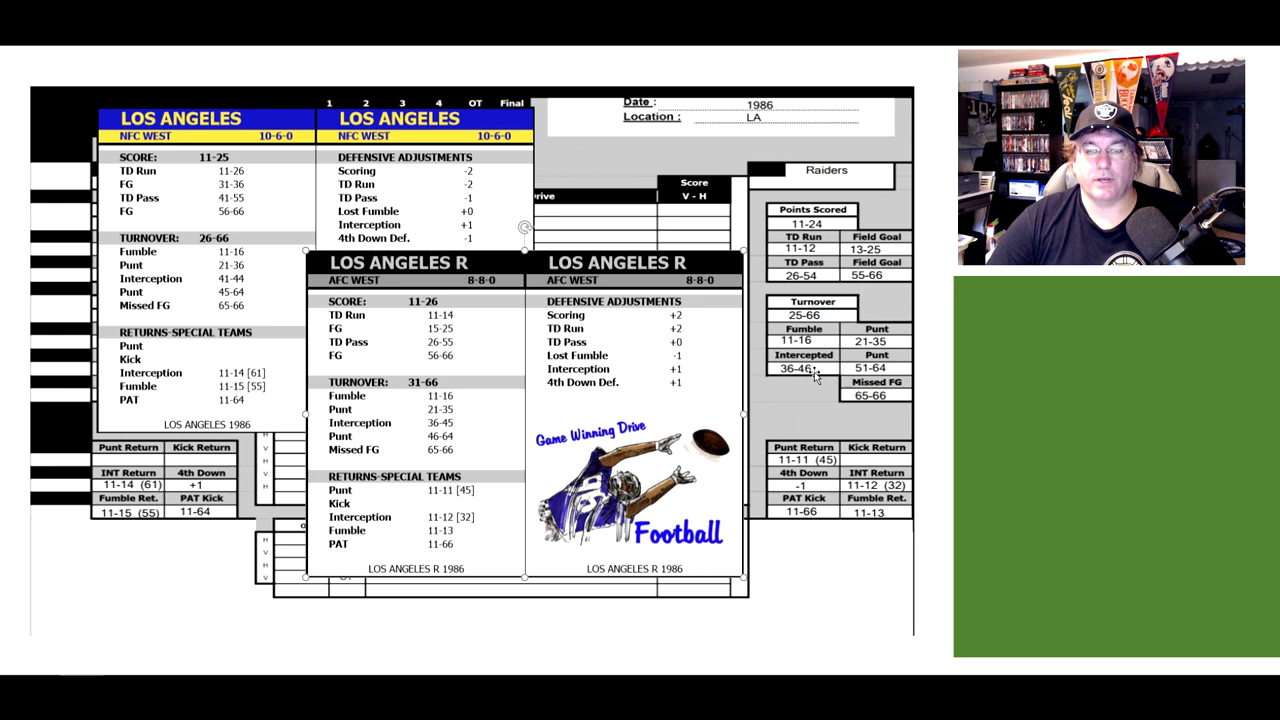 1 2 3 4 OT Final
Date : 1986
Location : LA
LOS ANGELES
NFC WEST 10-6-0
SCORE: 11-25
TD Run 11-26
FG 31-36
TD Pass 41-55
FG 56-66
TURNOVER: 26-66
Fumble 11-16
Punt 21-36
Interception 41-44
Punt 45-64
Missed FG 65-66
RETURNS-SPECIAL TEAMS
Punt
Kick
Interception 11-14 [61]
Fumble 11-15 [55]
PAT 11-64
LOS ANGELES 1986
LOS ANGELES
NFC WEST 10-6-0
DEFENSIVE ADJUSTMENTS
Scoring -2
TD Run -2
TD Pass -1
Lost Fumble +0
Interception +1
4th Down Def. -1
Score
V - H
LOS ANGELES R
AFC WEST 8-8-0
SCORE: 11-26
TD Run 11-14
FG 15-25
TD Pass 26-55
FG 56-66
TURNOVER: 31-66
Fumble 11-16
Punt 21-35
Interception 36-45
Punt 46-64
Missed FG 65-66
RETURNS-SPECIAL TEAMS
Punt 11-11 [45]
Kick
Interception 11-12 [32]
Fumble 11-13
PAT 11-66
LOS ANGELES R 1986
LOS ANGELES R
AFC WEST 8-8-0
DEFENSIVE ADJUSTMENTS
Scoring +2
TD Run +2
TD Pass +0
Lost Fumble -1
Interception +1
4th Down Def. +1
Game Winning Drive
Football
LOS ANGELES R 1986
Punt Return Kick Return
INT Return 4th Down
11-14 (61) +1
Fumble Ret. PAT Kick
11-15 (55) 11-64
H
V
H
V
H
V
H
V
Raiders
Points Scored
11-24
TD Run Field Goal
11-12 13-25
TD Pass Field Goal
26-54 55-66
Turnover
25-66
Fumble Punt
11-16 21-35
Intercepted Punt
36-46 51-64
Missed FG
65-66
Punt Return Kick Return
11-11 (45)
4th Down INT Return
-1 11-12 (32)
PAT Kick Fumble Ret.
11-66 11-13